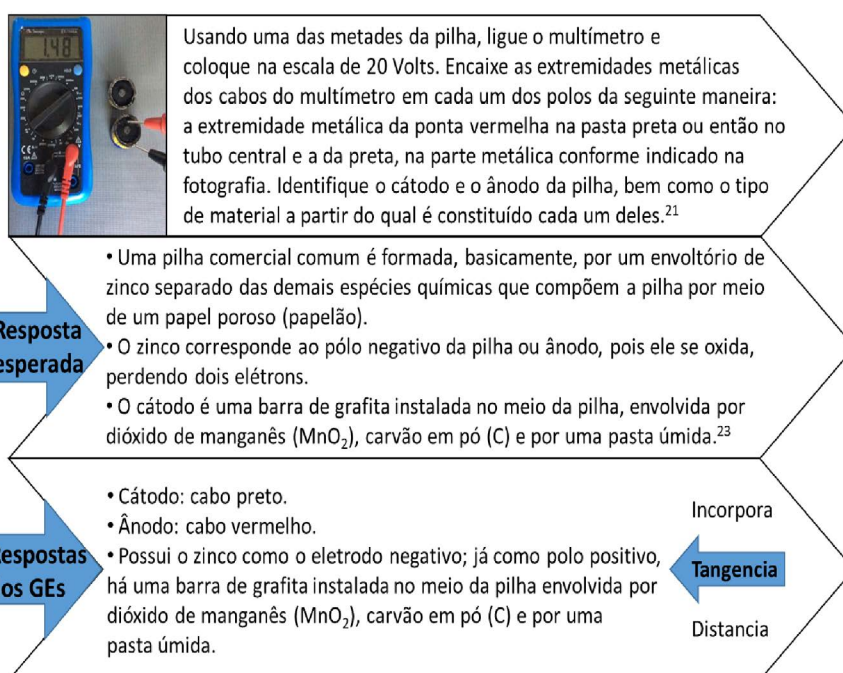 1.48
Usando uma das metades da pilha, ligue o multímetro e
coloque na escala de 20 Volts. Encaixe as extremidades metálicas
dos cabos do multímetro em cada um dos polos da seguinte maneira:
a extremidade metálica da ponta vermelha na pasta preta ou então no
tubo central e a da preta, na parte metálica conforme indicado na
fotografia. Identifique o cátodo e o ânodo da pilha, bem como o tipo
de material a partir do qual é constituído cada um deles.²¹
• Uma pilha comercial comum é formada, basicamente, por um envoltório de
zinco separado das demais espécies químicas que compõem a pilha por meio
de um papel poroso (papelão).
• O zinco corresponde ao pólo negativo da pilha ou ânodo, pois ele se oxida,
perdendo dois elétrons.
• O cátodo é uma barra de grafita instalada no meio da pilha, envolvida por
dióxido de manganês (MnO₂), carvão em pó (C) e por uma pasta úmida.²³
Resposta
esperada
• Cátodo: cabo preto.
• Ânodo: cabo vermelho.
• Possui o zinco como o eletrodo negativo; já como polo positivo,
há uma barra de grafita instalada no meio da pilha envolvida por
dióxido de manganês (MnO₂), carvão em pó (C) e por uma
pasta úmida.
Respostas
os GEs
Incorpora
Tangencia
Distancia